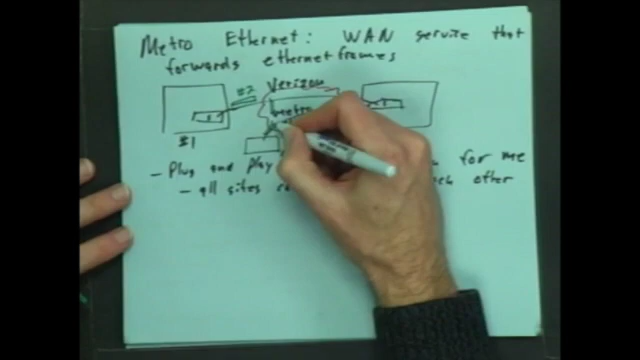 Metro Ethernet: WAN service that
forwards ethernet frames
#2 Verizon
metro
#1
- Plug and play for me
- all sites other